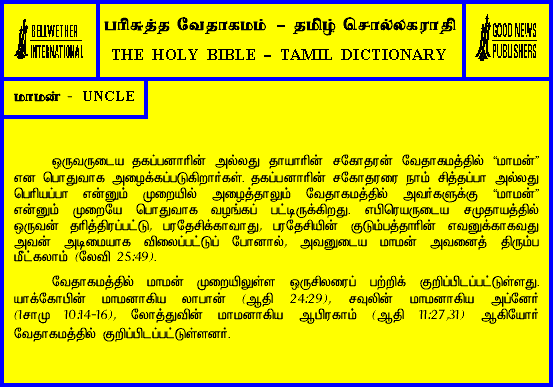 BELLWETHER
INTERNATIONAL
பரிசுத்த வேதாகமம் – தமிழ் சொல்லகராதி
THE HOLY BIBLE – TAMIL DICTIONARY
GOOD NEWS
PUBLISHERS
மாமன் - UNCLE
ஒருவருடைய தகப்பனாரின் அல்லது தாயாரின் சகோதரன் வேதாகமத்தில் “மாமன்”
என பொதுவாக அழைக்கப்படுகிறார்கள். தகப்பனாரின் சகோதரரை நாம் சித்தப்பா அல்லது
பெரியப்பா என்னும் முறையில் அழைத்தாலும் வேதாகமத்தில் அவர்களுக்கு “மாமன்”
என்னும் முறையே பொதுவாக வழங்கப் பட்டிருக்கிறது. எபிரெயருடைய சமுதாயத்தில்
ஒருவன் தரித்திரப்பட்டு, பரதேசிக்காவாது, பரதேசியின் குடும்பத்தாரின் எவனுக்காகவது
அவன் அடிமையாக விலைப்பட்டுப் போனால், அவனுடைய மாமன் அவனைத் திரும்ப
மீட்கலாம் (லேவி 25:49).
வேதாகமத்தில் மாமன் முறையிலுள்ள ஒருசிலரைப் பற்றிக் குறிப்பிடப்பட்டுள்ளது.
யாக்கோபின் மாமனாகிய லாபான் (ஆதி 24:29), சவுலின் மாமனாகிய அப்னேர்
(1சாமு 10:14-16), லோத்துவின் மாமனாகிய ஆபிரகாம் (ஆதி 11:27,31) ஆகியோர்
வேதாகமத்தில் குறிப்பிடப்பட்டுள்ளனர்.